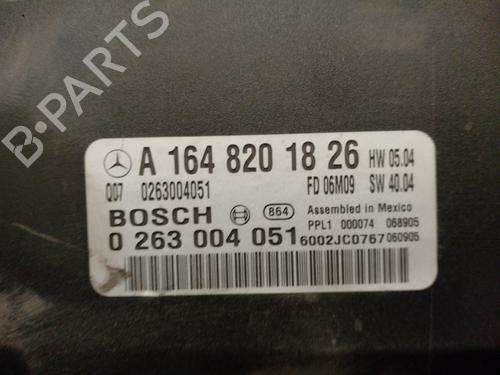 B-PARTS
A 164 820 18 26 HW 05.04
Q07 0263004051 FD 06M09 SW 40.04
BOSCH 864 Assembled in Mexico
PPL1 000074 068905
0 263 004 051 6002JC0767 060905